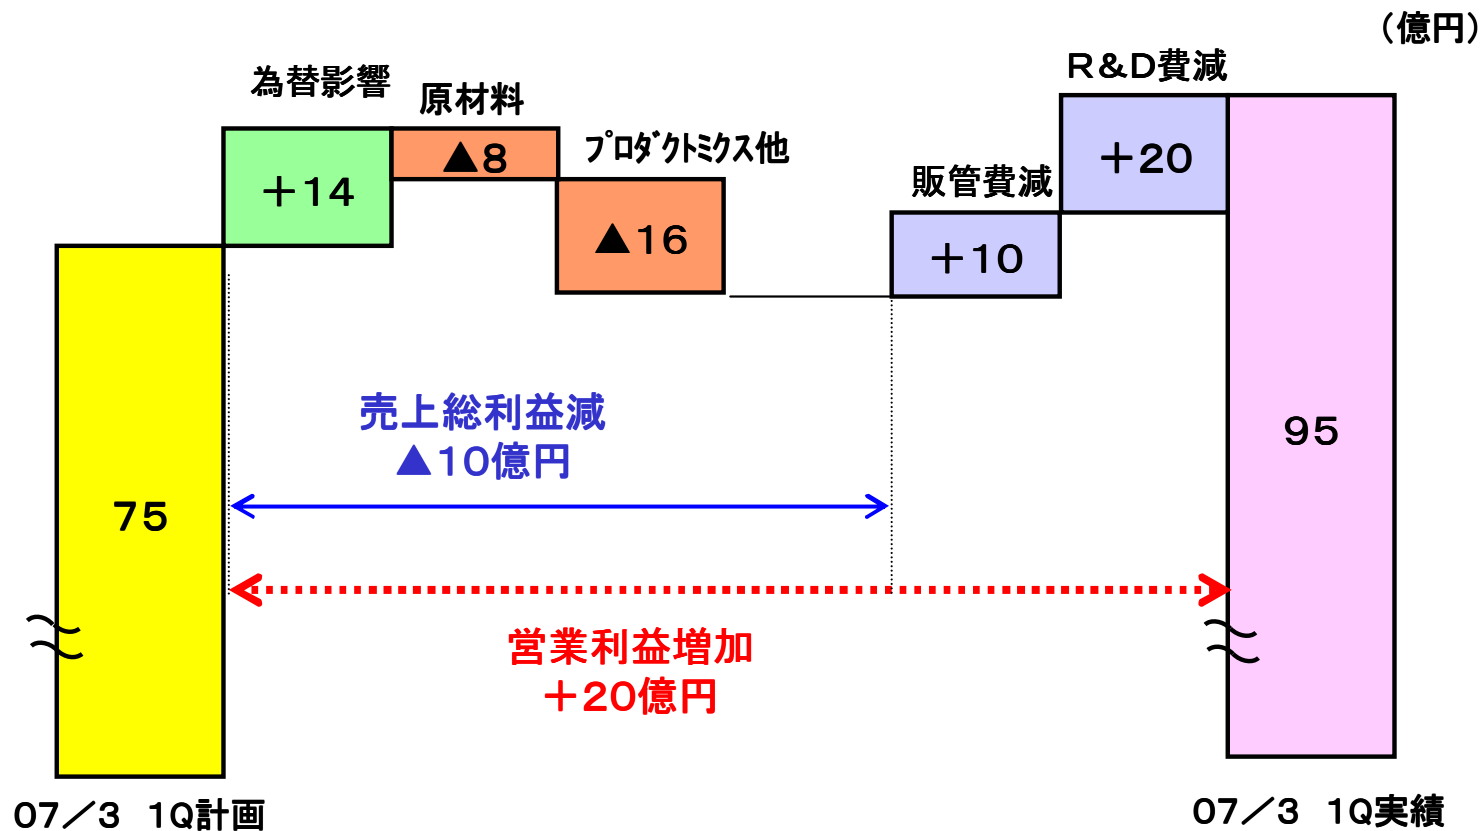 （億円）
為替影響
原材料
プロダクトミクス他
販管費減
R＆D費減
＋14
▲8
▲16
＋10
＋20
売上総利益減
▲10億円
75
95
営業利益増加
＋20億円
07／3　1Q計画
07／3　1Q実績